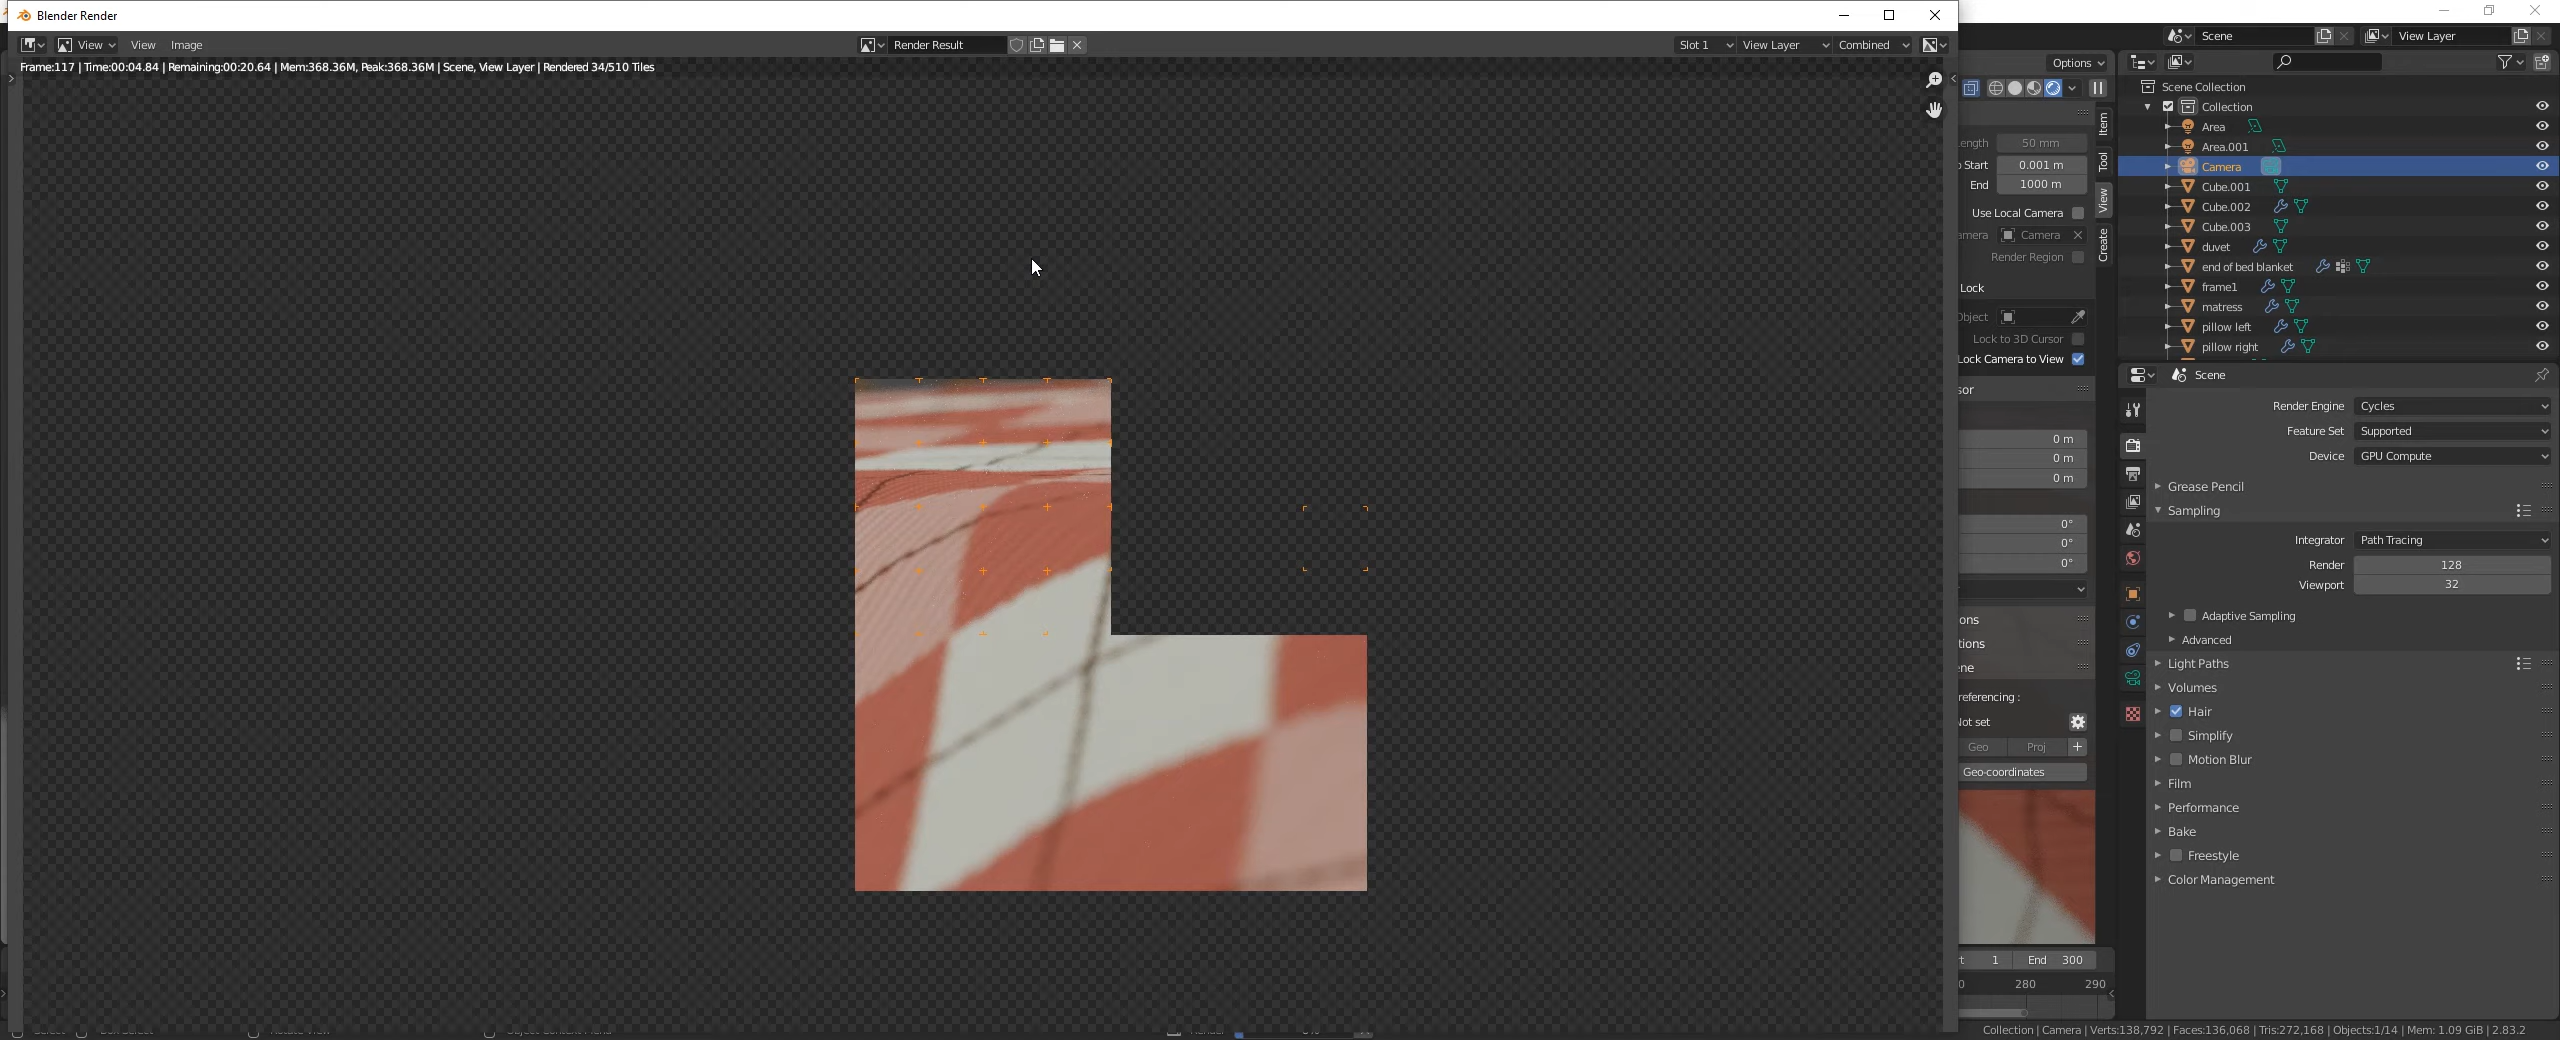 Blender Render
View View Image Render Result Slot 1 View Layer Combined
Frame:117 | Time:00:04.84 | Remaining:00:20.64 | Mem:368.36M, Peak:368.36M | Scene, View Layer | Rendered 34/510 Tiles
Scene View Layer
Options
Item
Tool
View
Create
50 mm
Start 0.001 m
End 1000 m
Use Local Camera
Camera
Render Region
Lock
Lock to 3D Cursor
Lock Camera to View
0 m
0 m
0 m
0°
0°
0°
Not set
Geo Proj
Geo-coordinates
1 End 300
280 290
Scene Collection
Collection
Area
Area.001
Camera
Cube.001
Cube.002
Cube.003
duvet
end of bed blanket
frame1
matress
pillow left
pillow right
Scene
Render Engine Cycles
Feature Set Supported
Device GPU Compute
Grease Pencil
Sampling
Integrator Path Tracing
Render 128
Viewport 32
Adaptive Sampling
Advanced
Light Paths
Volumes
Hair
Simplify
Motion Blur
Film
Performance
Bake
Freestyle
Color Management
Collection | Camera | Verts:138,792 | Faces:136,068 | Tris:272,168 | Objects:1/14 | Mem: 1.09 GiB | 2.83.2